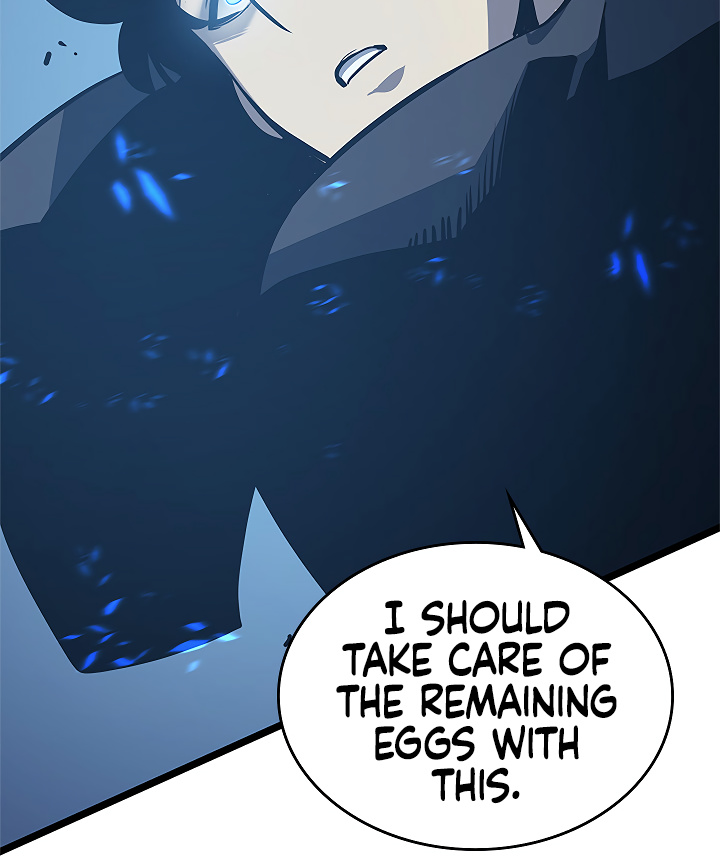 I SHOULD
TAKE CARE OF
THE REMAINING
EGGS WITH
THIS.